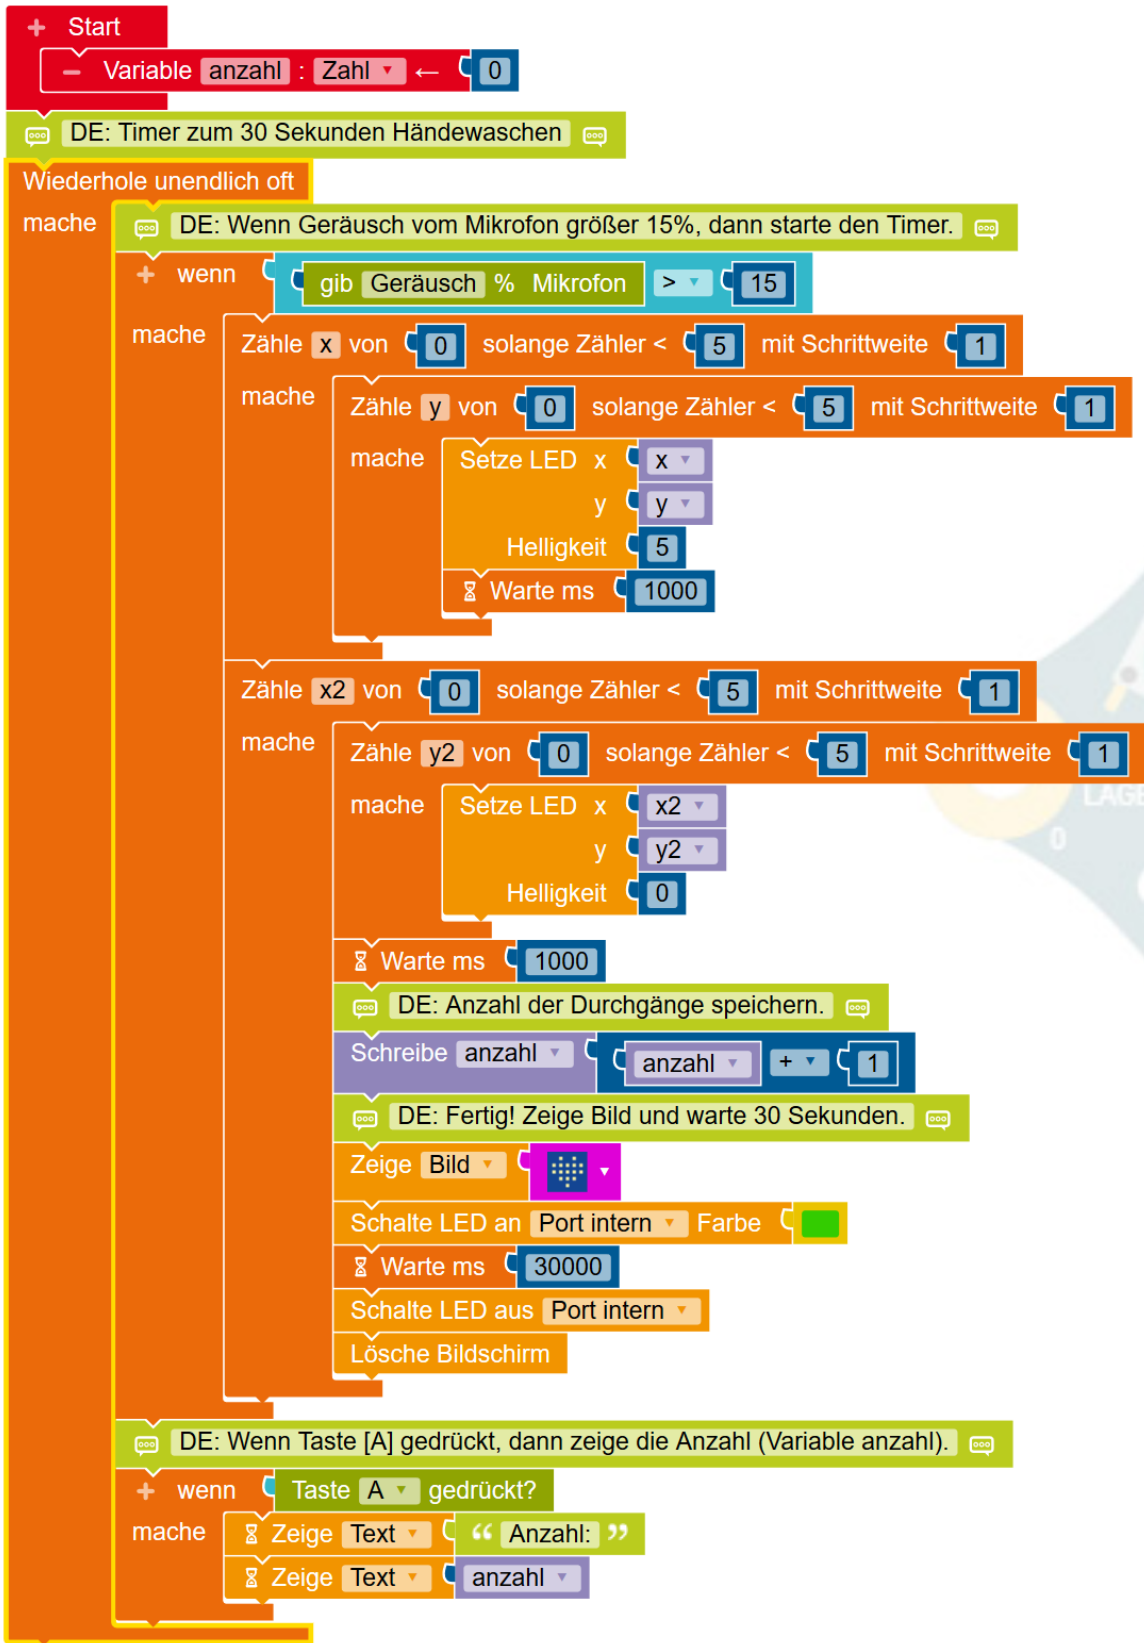 + Start
− Variable anzahl : Zahl ← 0
DE: Timer zum 30 Sekunden Händewaschen
Wiederhole unendlich oft
mache
DE: Wenn Geräusch vom Mikrofon größer 15%, dann starte den Timer.
+ wenn gib Geräusch % Mikrofon > 15
mache Zähle x von 0 solange Zähler < 5 mit Schrittweite 1
mache Zähle y von 0 solange Zähler < 5 mit Schrittweite 1
mache Setze LED x x
y y
Helligkeit 5
Warte ms 1000
Zähle x2 von 0 solange Zähler < 5 mit Schrittweite 1
mache Zähle y2 von 0 solange Zähler < 5 mit Schrittweite 1
mache Setze LED x x2
LAGE
y y2
0
Helligkeit 0
Warte ms 1000
DE: Anzahl der Durchgänge speichern.
Schreibe anzahl anzahl + 1
DE: Fertig! Zeige Bild und warte 30 Sekunden.
Zeige Bild
Schalte LED an Port intern Farbe
Warte ms 30000
Schalte LED aus Port intern
Lösche Bildschirm
DE: Wenn Taste [A] gedrückt, dann zeige die Anzahl (Variable anzahl).
+ wenn Taste A gedrückt?
mache Zeige Text “ Anzahl: ”
Zeige Text anzahl